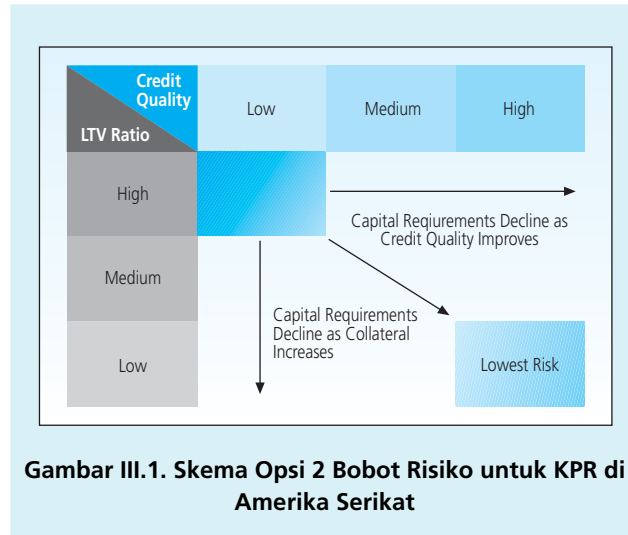 Credit
Quality
LTV Ratio
Low
Medium
High
High
Capital Reqiurements Decline as
Credit Quality Improves
Medium
Capital Requirements
Decline as Collateral
Increases
Low
Lowest Risk
Gambar III.1. Skema Opsi 2 Bobot Risiko untuk KPR di
Amerika Serikat